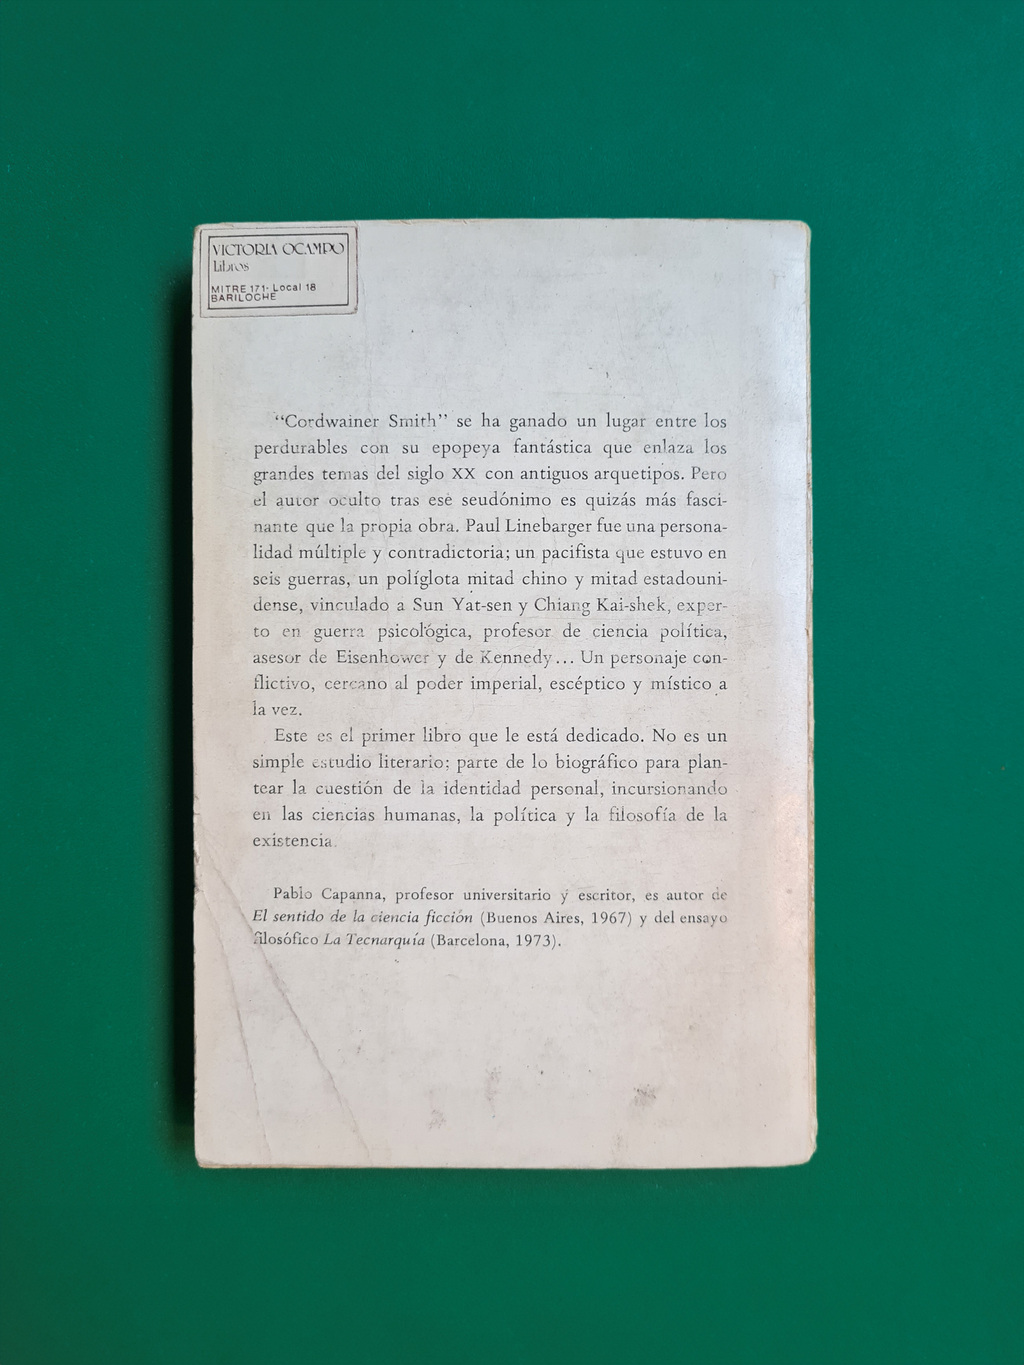 VICTORIA OCAMPO
Libros
MITRE 171- Local 18
BARILOCHE
“Cordwainer Smith” se ha ganado un lugar entre los
perdurables con su epopeya fantástica que enlaza los
grandes temas del siglo XX con antiguos arquetipos. Pero
el autor oculto tras ese seudónimo es quizás más fasci-
nante que la propia obra. Paul Linebarger fue una persona-
lidad múltiple y contradictoria; un pacifista que estuvo en
seis guerras, un políglota mitad chino y mitad estadouni-
dense, vinculado a Sun Yat-sen y Chiang Kai-shek, exper-
to en guerra psicológica, profesor de ciencia política,
asesor de Eisenhower y de Kennedy... Un personaje con-
flictivo, cercano al poder imperial, escéptico y místico a
la vez.
Este es el primer libro que le está dedicado. No es un
simple estudio literario; parte de lo biográfico para plan-
tear la cuestión de la identidad personal, incursionando
en las ciencias humanas, la política y la filosofía de la
existencia.
Pablo Capanna, profesor universitario y escritor, es autor de
El sentido de la ciencia ficción (Buenos Aires, 1967) y del ensayo
filosófico La Tecnarquía (Barcelona, 1973).